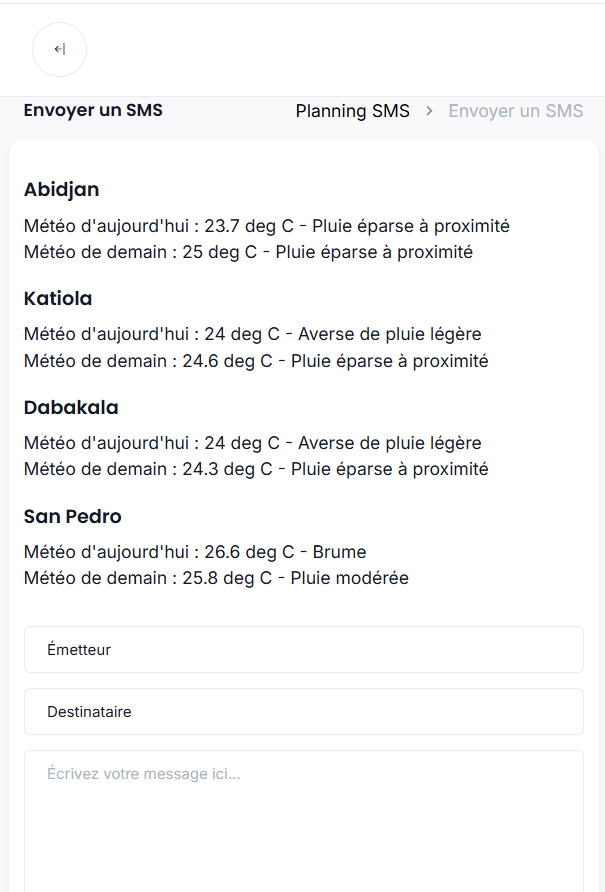 Envoyer un SMS
Planning SMS > Envoyer un SMS
Abidjan
Météo d'aujourd'hui : 23.7 deg C - Pluie éparse à proximité
Météo de demain : 25 deg C - Pluie éparse à proximité
Katiola
Météo d'aujourd'hui : 24 deg C - Averse de pluie légère
Météo de demain : 24.6 deg C - Pluie éparse à proximité
Dabakala
Météo d'aujourd'hui : 24 deg C - Averse de pluie légère
Météo de demain : 24.3 deg C - Pluie éparse à proximité
San Pedro
Météo d'aujourd'hui : 26.6 deg C - Brume
Météo de demain : 25.8 deg C - Pluie modérée
Émetteur
Destinataire
Écrivez votre message ici...